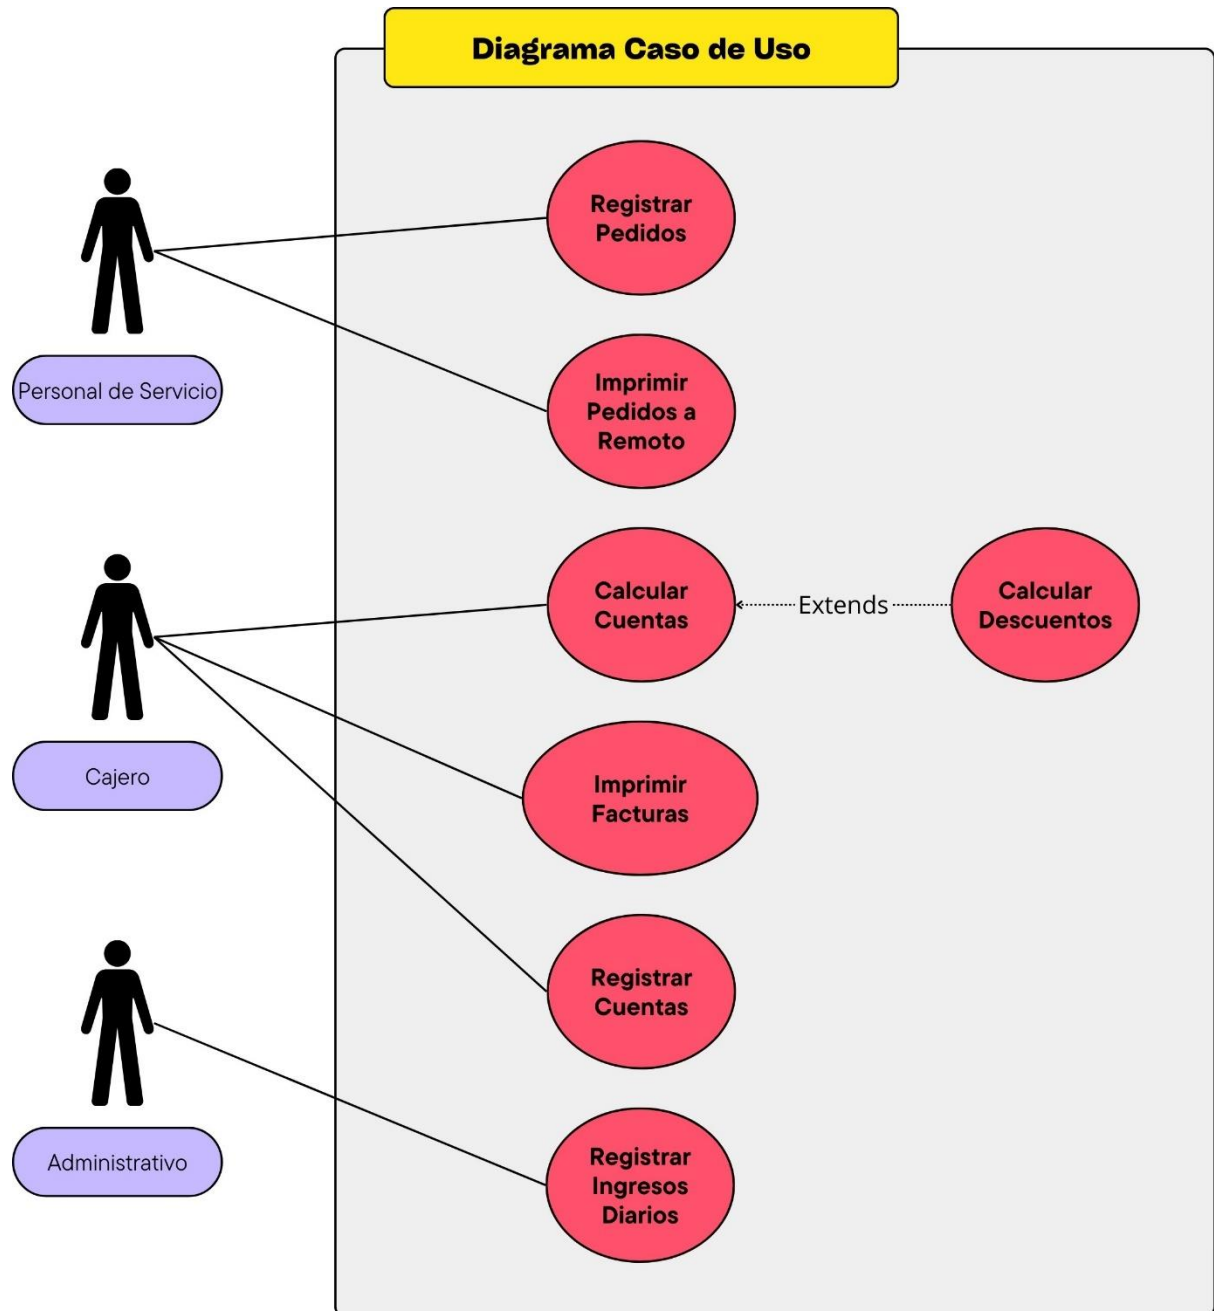 Diagrama Caso de Uso
Registrar
Pedidos
Personal de Servicio
Imprimir
Pedidos a
Remoto
Calcular
Cuentas
Extends
Calcular
Descuentos
Cajero
Imprimir
Facturas
Registrar
Cuentas
Administrativo
Registrar
Ingresos
Diarios